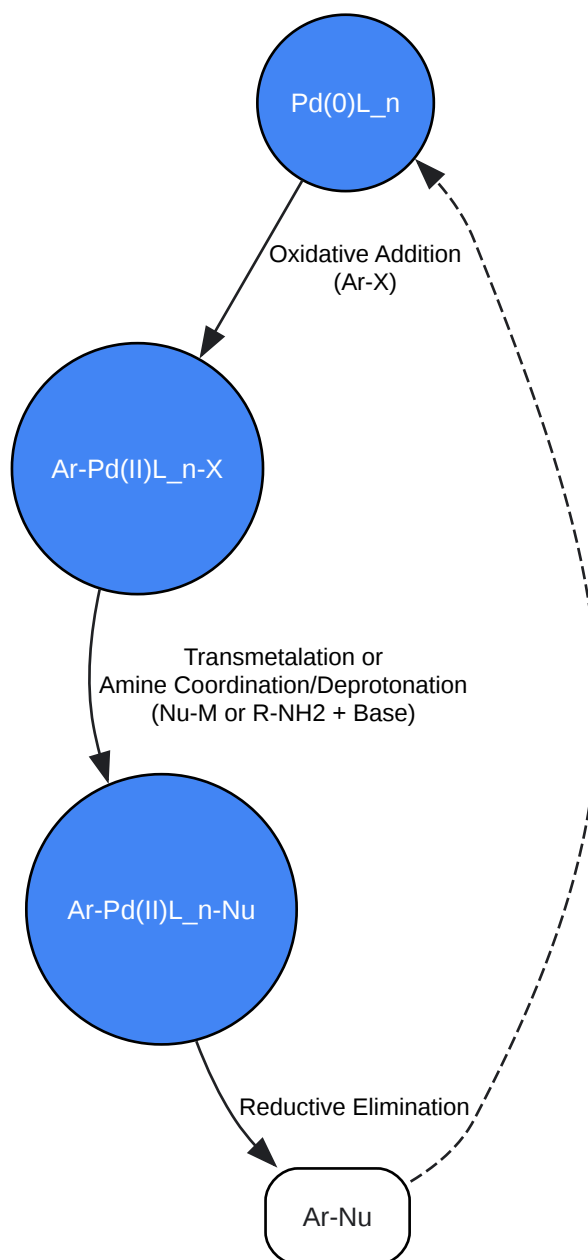 Pd(0)L_n
Oxidative Addition
(Ar-X)
Ar-Pd(II)L_n-X
Transmetalation or
Amine Coordination/Deprotonation
(Nu-M or R-NH2 + Base)
Ar-Pd(II)L_n-Nu
Reductive Elimination
Ar-Nu